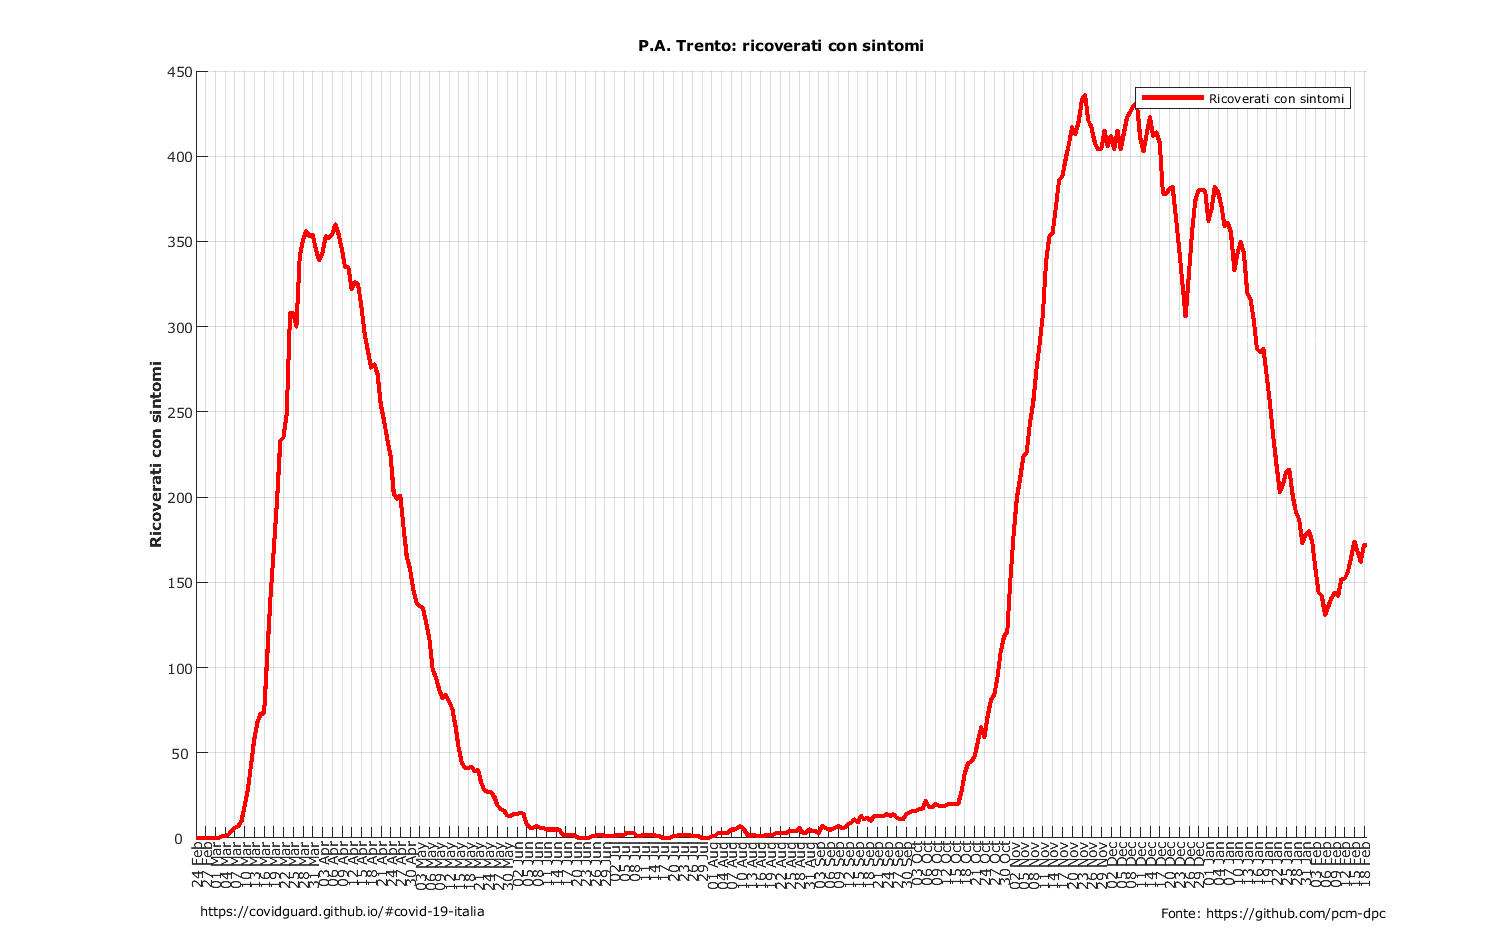 P.A. Trento: ricoverati con sintomi
Ricoverati con sintomi
Ricoverati con sintomi
450
400
350
300
250
200
150
100
50
0
24 Feb
27 Feb
01 Mar
04 Mar
07 Mar
10 Mar
13 Mar
16 Mar
19 Mar
22 Mar
25 Mar
28 Mar
31 Mar
03 Apr
06 Apr
09 Apr
12 Apr
15 Apr
18 Apr
21 Apr
24 Apr
27 Apr
30 Apr
03 May
06 May
09 May
12 May
15 May
18 May
21 May
24 May
27 May
30 May
02 Jun
05 Jun
08 Jun
11 Jun
14 Jun
17 Jun
20 Jun
23 Jun
26 Jun
29 Jun
02 Jul
05 Jul
08 Jul
11 Jul
14 Jul
17 Jul
20 Jul
23 Jul
26 Jul
29 Jul
01 Aug
04 Aug
07 Aug
10 Aug
13 Aug
16 Aug
19 Aug
22 Aug
25 Aug
28 Aug
31 Aug
03 Sep
06 Sep
09 Sep
12 Sep
15 Sep
18 Sep
21 Sep
24 Sep
27 Sep
30 Sep
03 Oct
06 Oct
09 Oct
12 Oct
15 Oct
18 Oct
21 Oct
24 Oct
27 Oct
30 Oct
02 Nov
05 Nov
08 Nov
11 Nov
14 Nov
17 Nov
20 Nov
23 Nov
26 Nov
29 Nov
02 Dec
05 Dec
08 Dec
11 Dec
14 Dec
17 Dec
20 Dec
23 Dec
26 Dec
29 Dec
01 Jan
04 Jan
07 Jan
10 Jan
13 Jan
16 Jan
19 Jan
22 Jan
25 Jan
28 Jan
31 Jan
03 Feb
06 Feb
09 Feb
12 Feb
15 Feb
18 Feb
https://covidguard.github.io/#covid-19-italia
Fonte: https://github.com/pcm-dpc